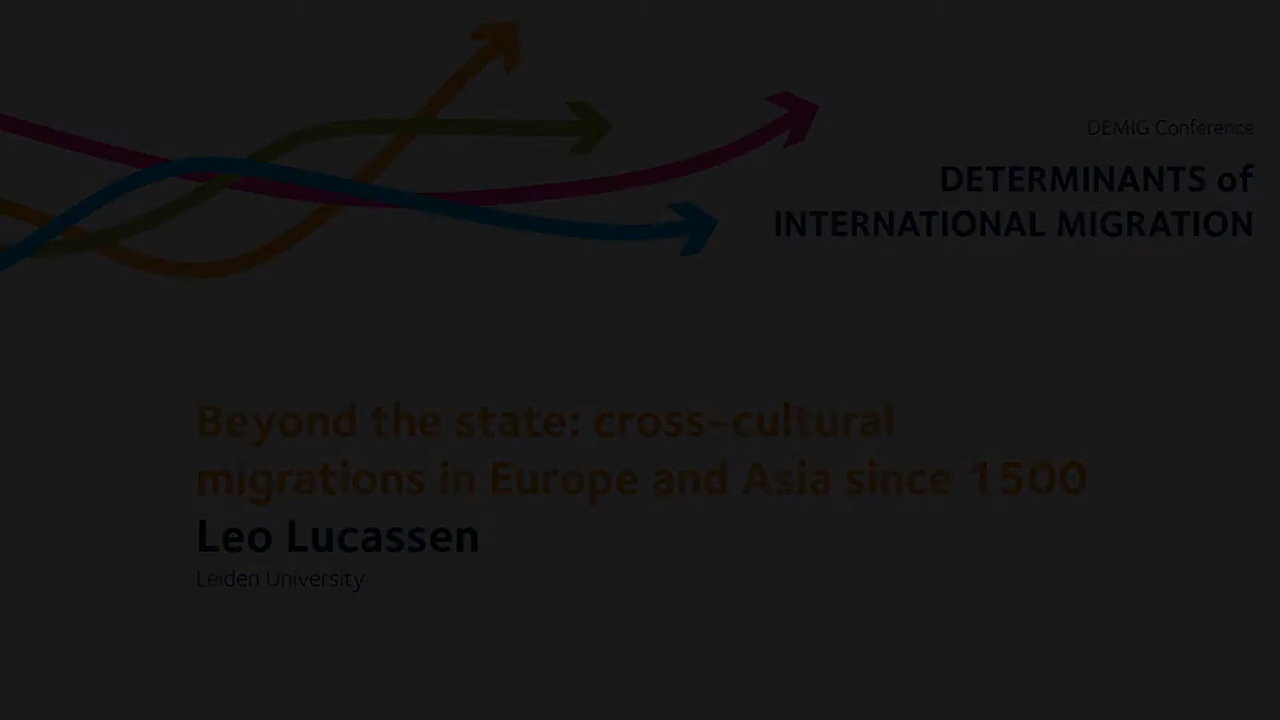 DEMIG Conference
DETERMINANTS of
INTERNATIONAL MIGRATION
Beyond the state: cross-cultural
migrations in Europe and Asia since 1500
Leo Lucassen
Leiden University